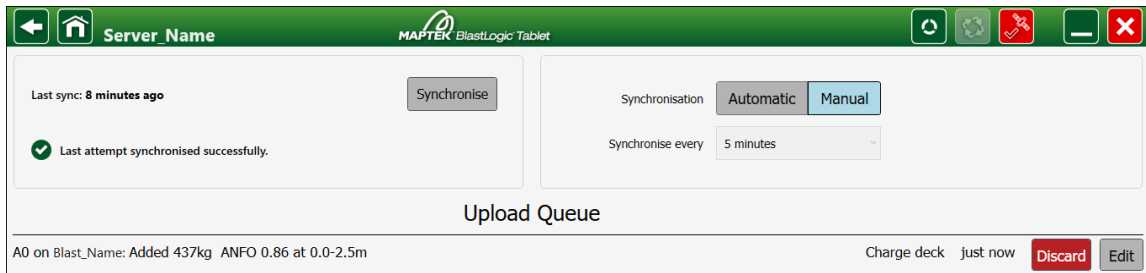 Server_Name
MAPTEK BlastLogic Tablet
Last sync: 8 minutes ago
Synchronise
Last attempt synchronised successfully.
Synchronisation
Automatic
Manual
Synchronise every
5 minutes
Upload Queue
A0 on Blast_Name: Added 437kg ANFO 0.86 at 0.0-2.5m
Charge deck
just now
Discard
Edit